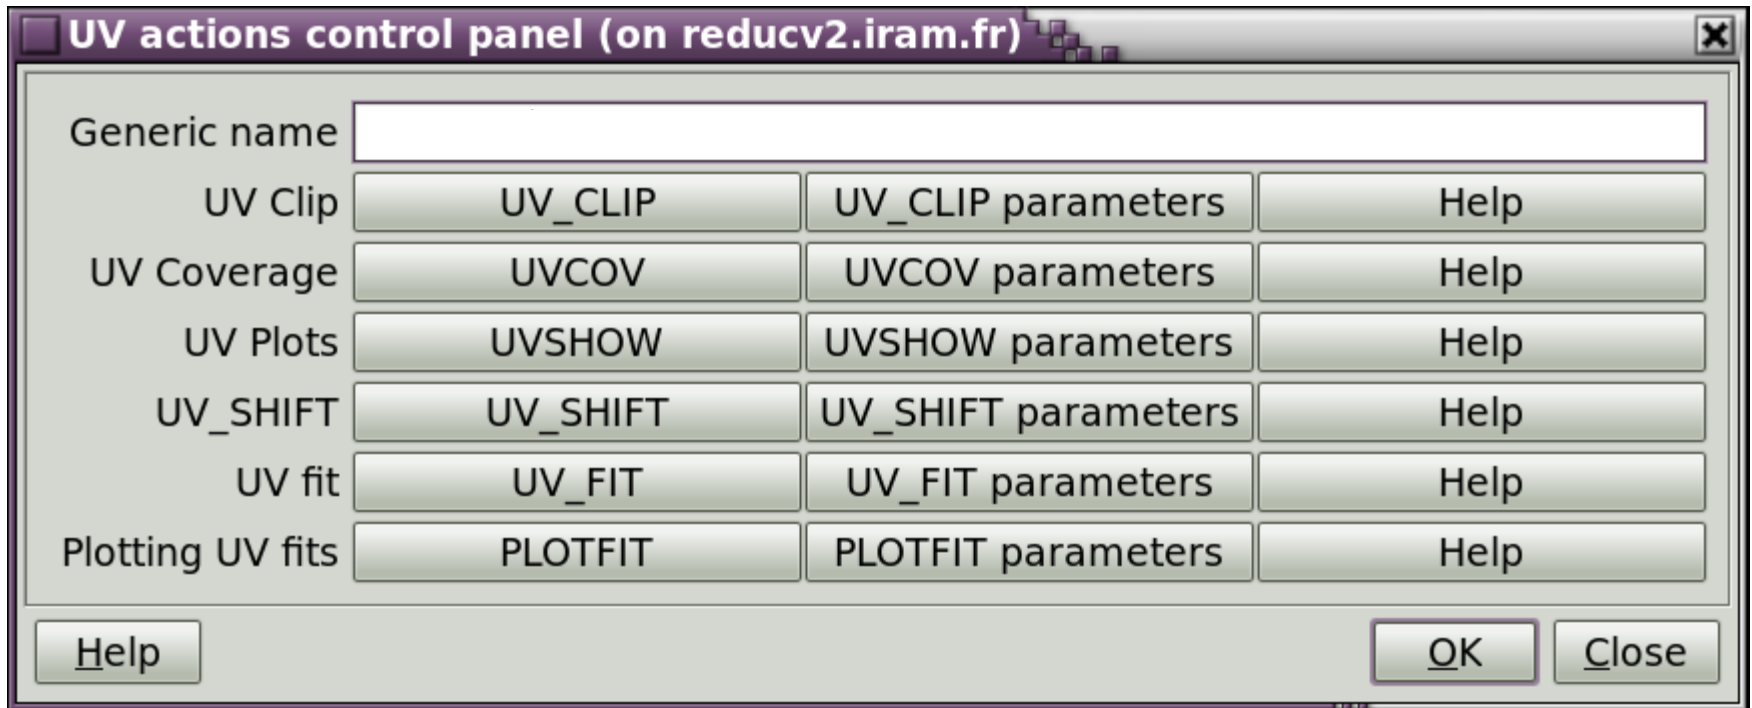 UV actions control panel (on reducv2.iram.fr)
Generic name
UV Clip UV_CLIP UV_CLIP parameters Help
UV Coverage UVCOV UVCOV parameters Help
UV Plots UVSHOW UVSHOW parameters Help
UV_SHIFT UV_SHIFT UV_SHIFT parameters Help
UV fit UV_FIT UV_FIT parameters Help
Plotting UV fits PLOTFIT PLOTFIT parameters Help
Help OK Close